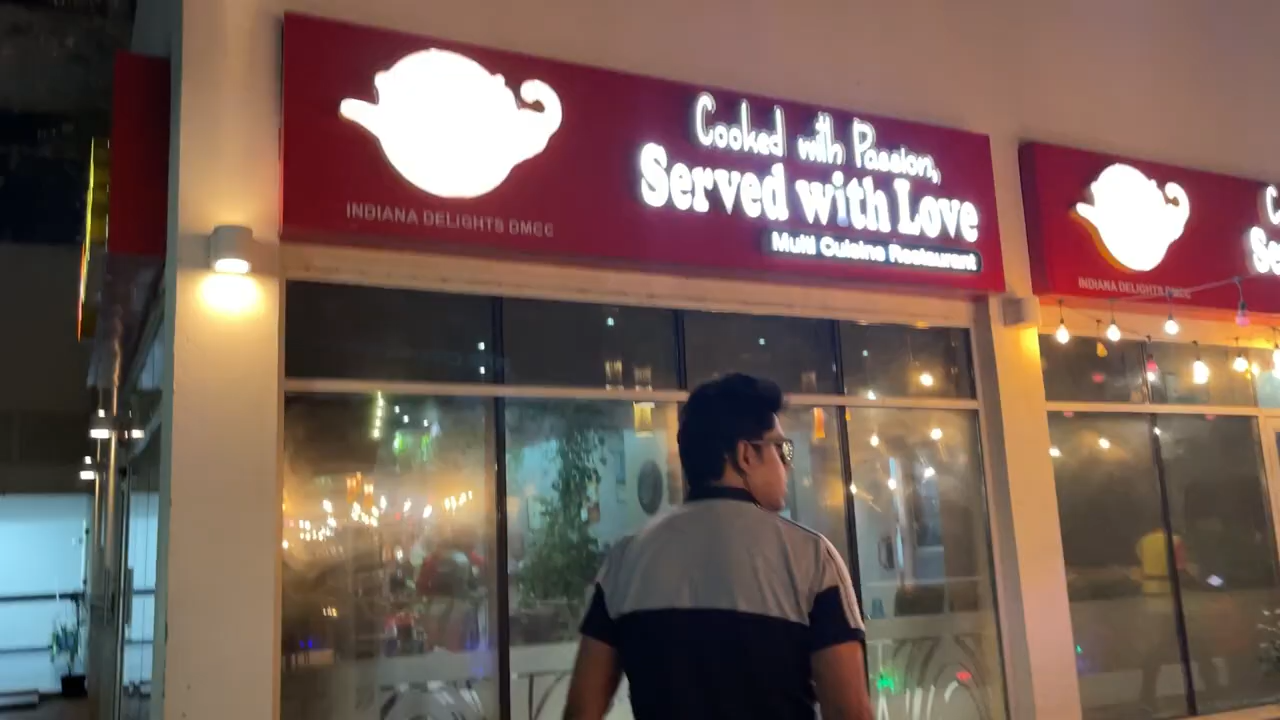 INDIANA DELIGHTS DMCC
Cooked with Passion,
Served with Love
Multi Cuisine Restaurant
INDIANA DELIGHTS DMCC